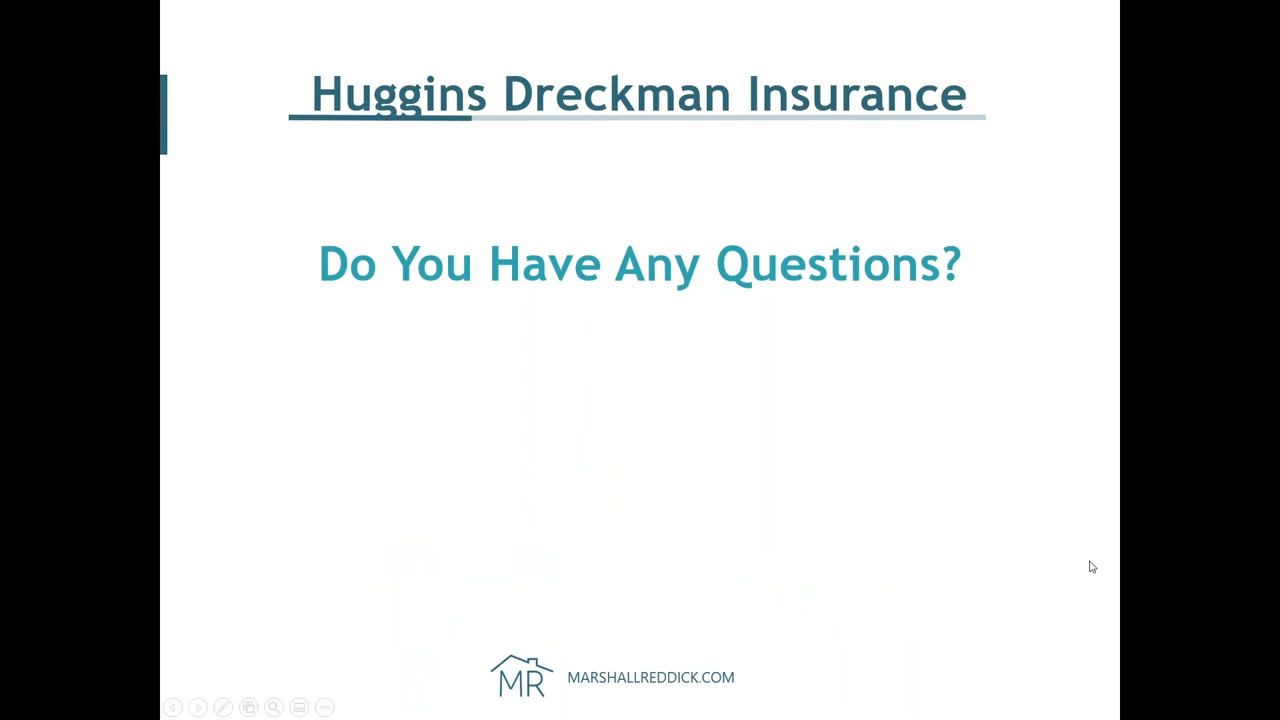 Huggins Dreckman Insurance
Do You Have Any Questions?
MR MARSHALLREDDICK.COM